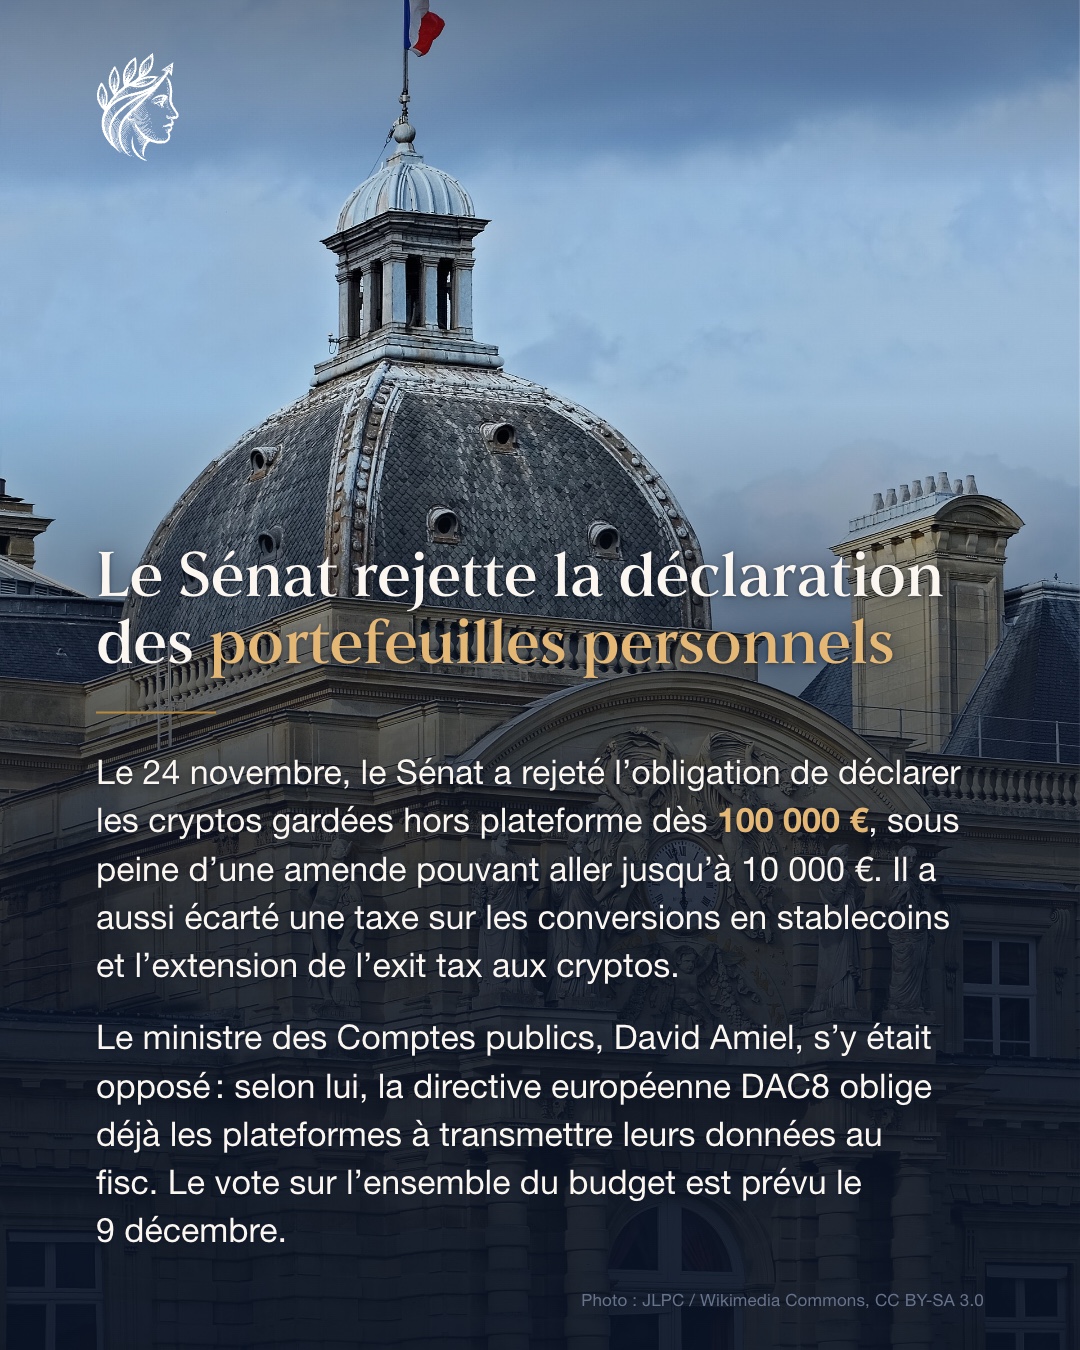 Le Sénat rejette la déclaration
des portefeuilles personnels
Le 24 novembre, le Sénat a rejeté l’obligation de déclarer
les cryptos gardées hors plateforme dès 100 000 €, sous
peine d’une amende pouvant aller jusqu’à 10 000 €. Il a
aussi écarté une taxe sur les conversions en stablecoins
et l’extension de l’exit tax aux cryptos.
Le ministre des Comptes publics, David Amiel, s’y était
opposé : selon lui, la directive européenne DAC8 oblige
déjà les plateformes à transmettre leurs données au
fisc. Le vote sur l’ensemble du budget est prévu le
9 décembre.
Photo : JLPC / Wikimedia Commons, CC BY-SA 3.0